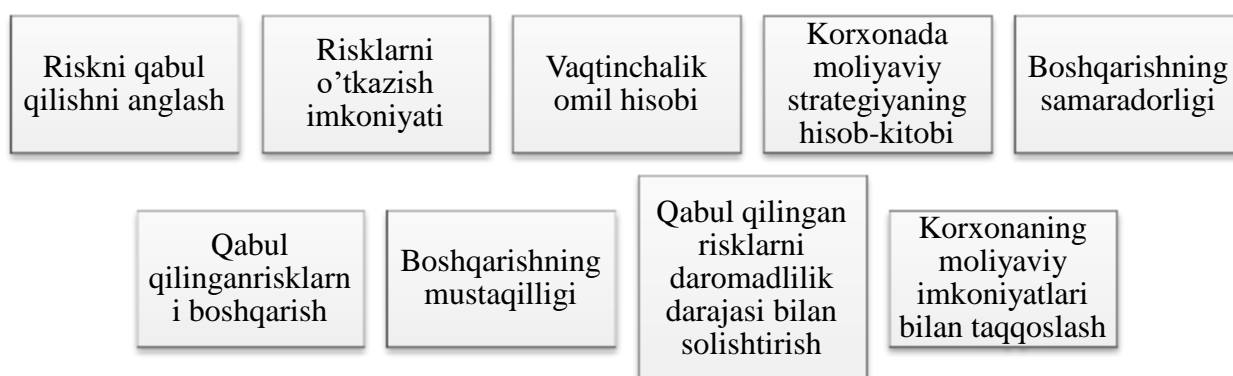 Riskni qabul
qilishni anglash
Risklarni
o’tkazish
imkoniyati
Vaqtinchalik
omil hisobi
Korxonada
moliyaviy
strategiyaning
hisob-kitobi
Boshqarishning
samaradorligi
Qabul
qilinganrisklarn
i boshqarish
Boshqarishning
mustaqilligi
Qabul qilingan
risklarni
daromadlilik
darajasi bilan
solishtirish
Korxonaning
moliyaviy
imkoniyatlari
bilan taqqoslash